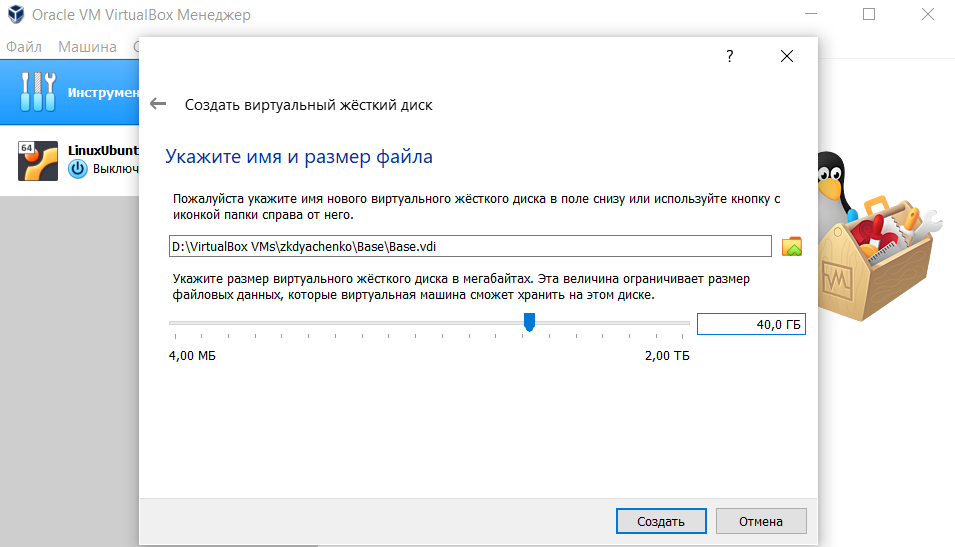 Oracle VM VirtualBox Менеджер
Файл Машина
?
Инструмен
Создать виртуальный жёсткий диск
64
LinuxUbunt
Выключ
Укажите имя и размер файла
Пожалуйста укажите имя нового виртуального жёсткого диска в поле снизу или используйте кнопку с
иконкой папки справа от него.
D:\VirtualBox VMs\zkdyachenko\Base\Base.vdi
Укажите размер виртуального жёсткого диска в мегабайтах. Эта величина ограничивает размер
файловых данных, которые виртуальная машина сможет хранить на этом диске.
40,0 ГБ
4,00 МБ 2,00 ТБ
Создать Отмена